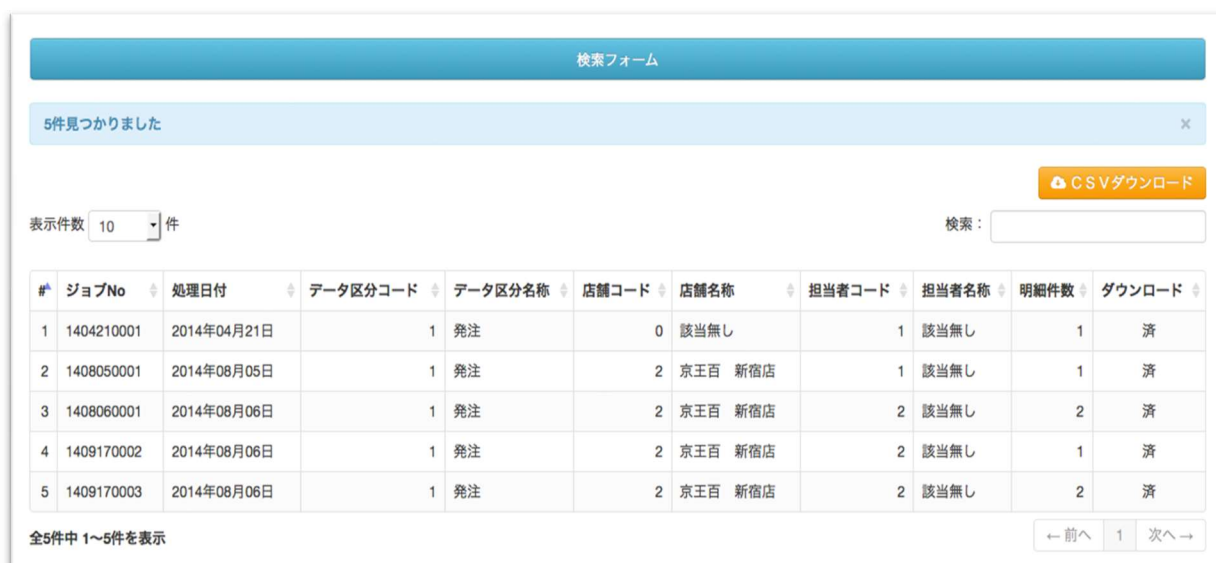 検索フォーム
5件見つかりました ×
CSVダウンロード
表示件数 10 件 検索：
# ジョブNo 処理日付 データ区分コード データ区分名称 店舗コード 店舗名称 担当者コード 担当者名称 明細件数 ダウンロード
1 1404210001 2014年04月21日 1 発注 0 該当無し 1 該当無し 1 済
2 1408050001 2014年08月05日 1 発注 2 京王百　新宿店 1 該当無し 1 済
3 1408060001 2014年08月06日 1 発注 2 京王百　新宿店 2 該当無し 2 済
4 1409170002 2014年08月06日 1 発注 2 京王百　新宿店 2 該当無し 1 済
5 1409170003 2014年08月06日 1 発注 2 京王百　新宿店 2 該当無し 2 済
全5件中 1〜5件を表示 ←前へ 1 次へ→